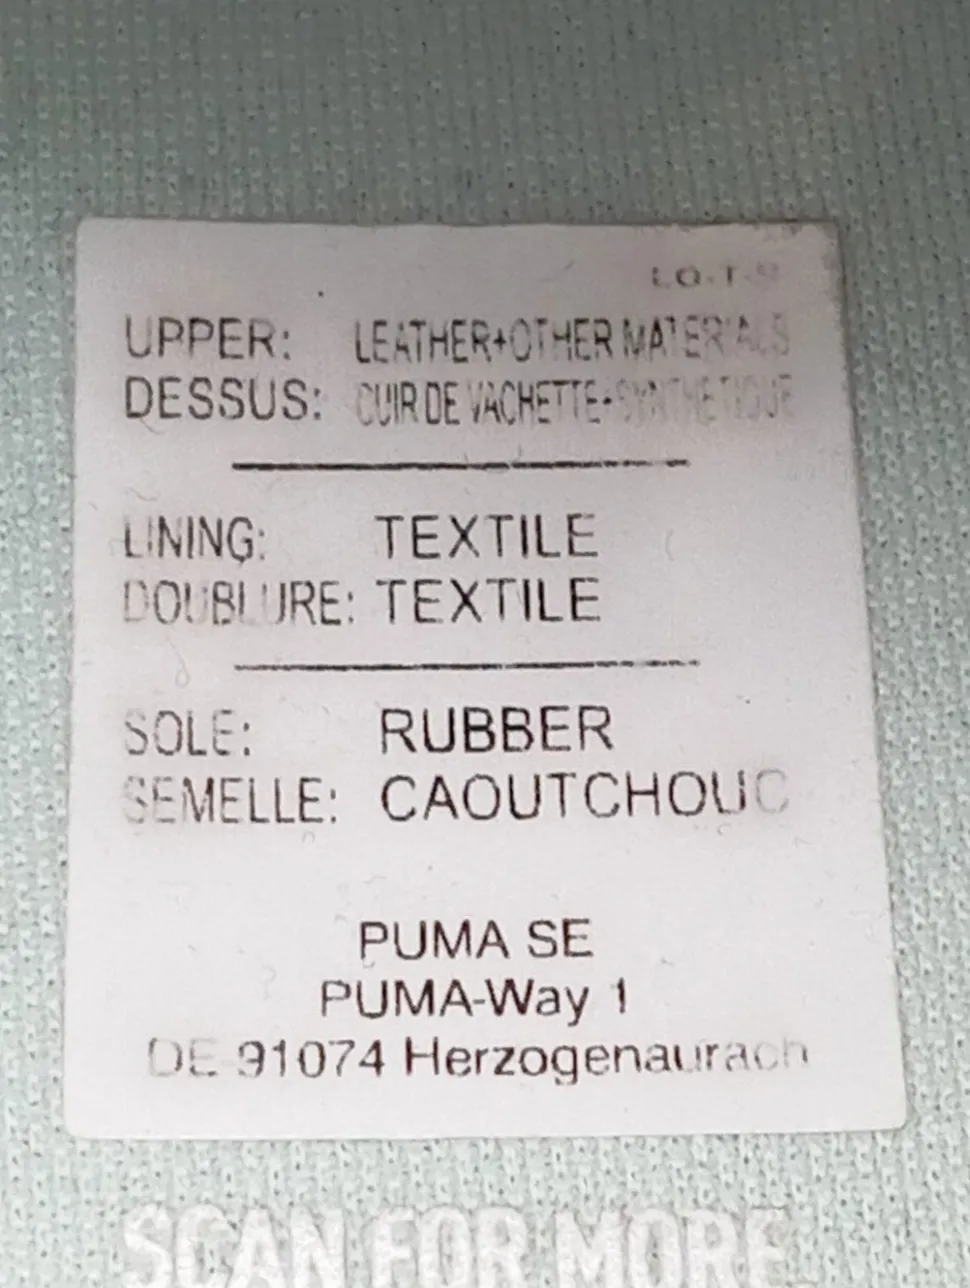 UPPER: LEATHER+OTHER MATERIALS
DESSUS: CUIR DE VACHETTE+SYNTHETIQUE
LINING: TEXTILE
DOUBLURE: TEXTILE
SOLE: RUBBER
SEMELLE: CAOUTCHOUC
PUMA SE
PUMA-Way 1
DE 91074 Herzogenaurach
SCAN FOR MORE